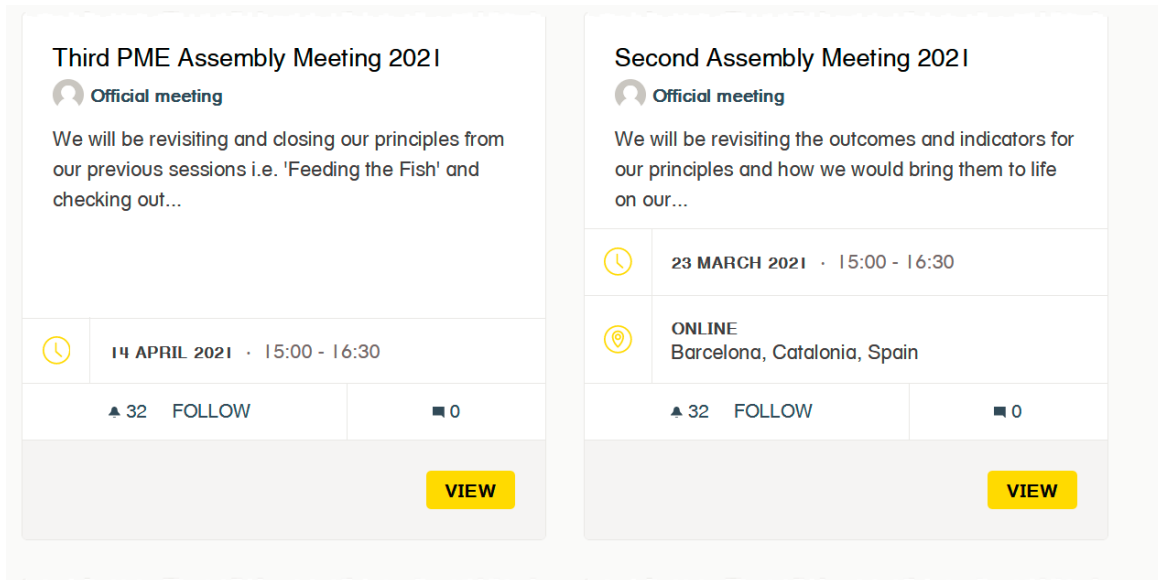 Third PME Assembly Meeting 2021
Official meeting
We will be revisiting and closing our principles from
our previous sessions i.e. 'Feeding the Fish' and
checking out...
14 APRIL 2021 · 15:00 - 16:30
32 FOLLOW
0
VIEW
Second Assembly Meeting 2021
Official meeting
We will be revisiting the outcomes and indicators for
our principles and how we would bring them to life
on our...
23 MARCH 2021 · 15:00 - 16:30
ONLINE
Barcelona, Catalonia, Spain
32 FOLLOW
0
VIEW